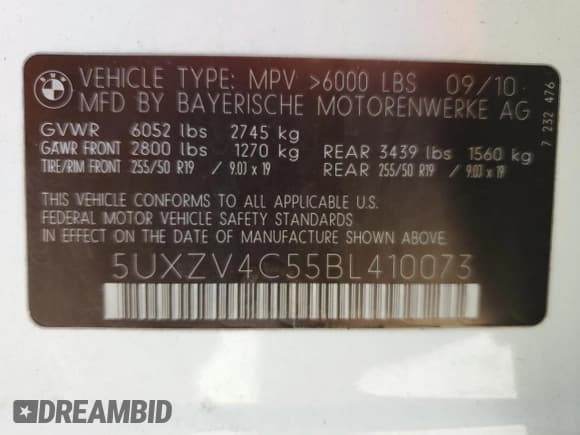 BMW
VEHICLE TYPE: MPV >6000 LBS 09/10
MFD BY BAYERISCHE MOTORENWERKE AG
GVWR 6052 lbs 2745 kg
GAWR FRONT 2800 lbs 1270 kg REAR 3439 lbs 1560 kg
TIRE/RIM FRONT 255/50 R19 / 9.0J x 19 REAR 255/50 R19 / 9.0J x 19
THIS VEHICLE CONFORMS TO ALL APPLICABLE U.S.
FEDERAL MOTOR VEHICLE SAFETY STANDARDS
IN EFFECT ON THE DATE OF MANUFACTURE SHOWN ABOVE.
5UXZV4C55BL410073
7 232 476
DREAMBID